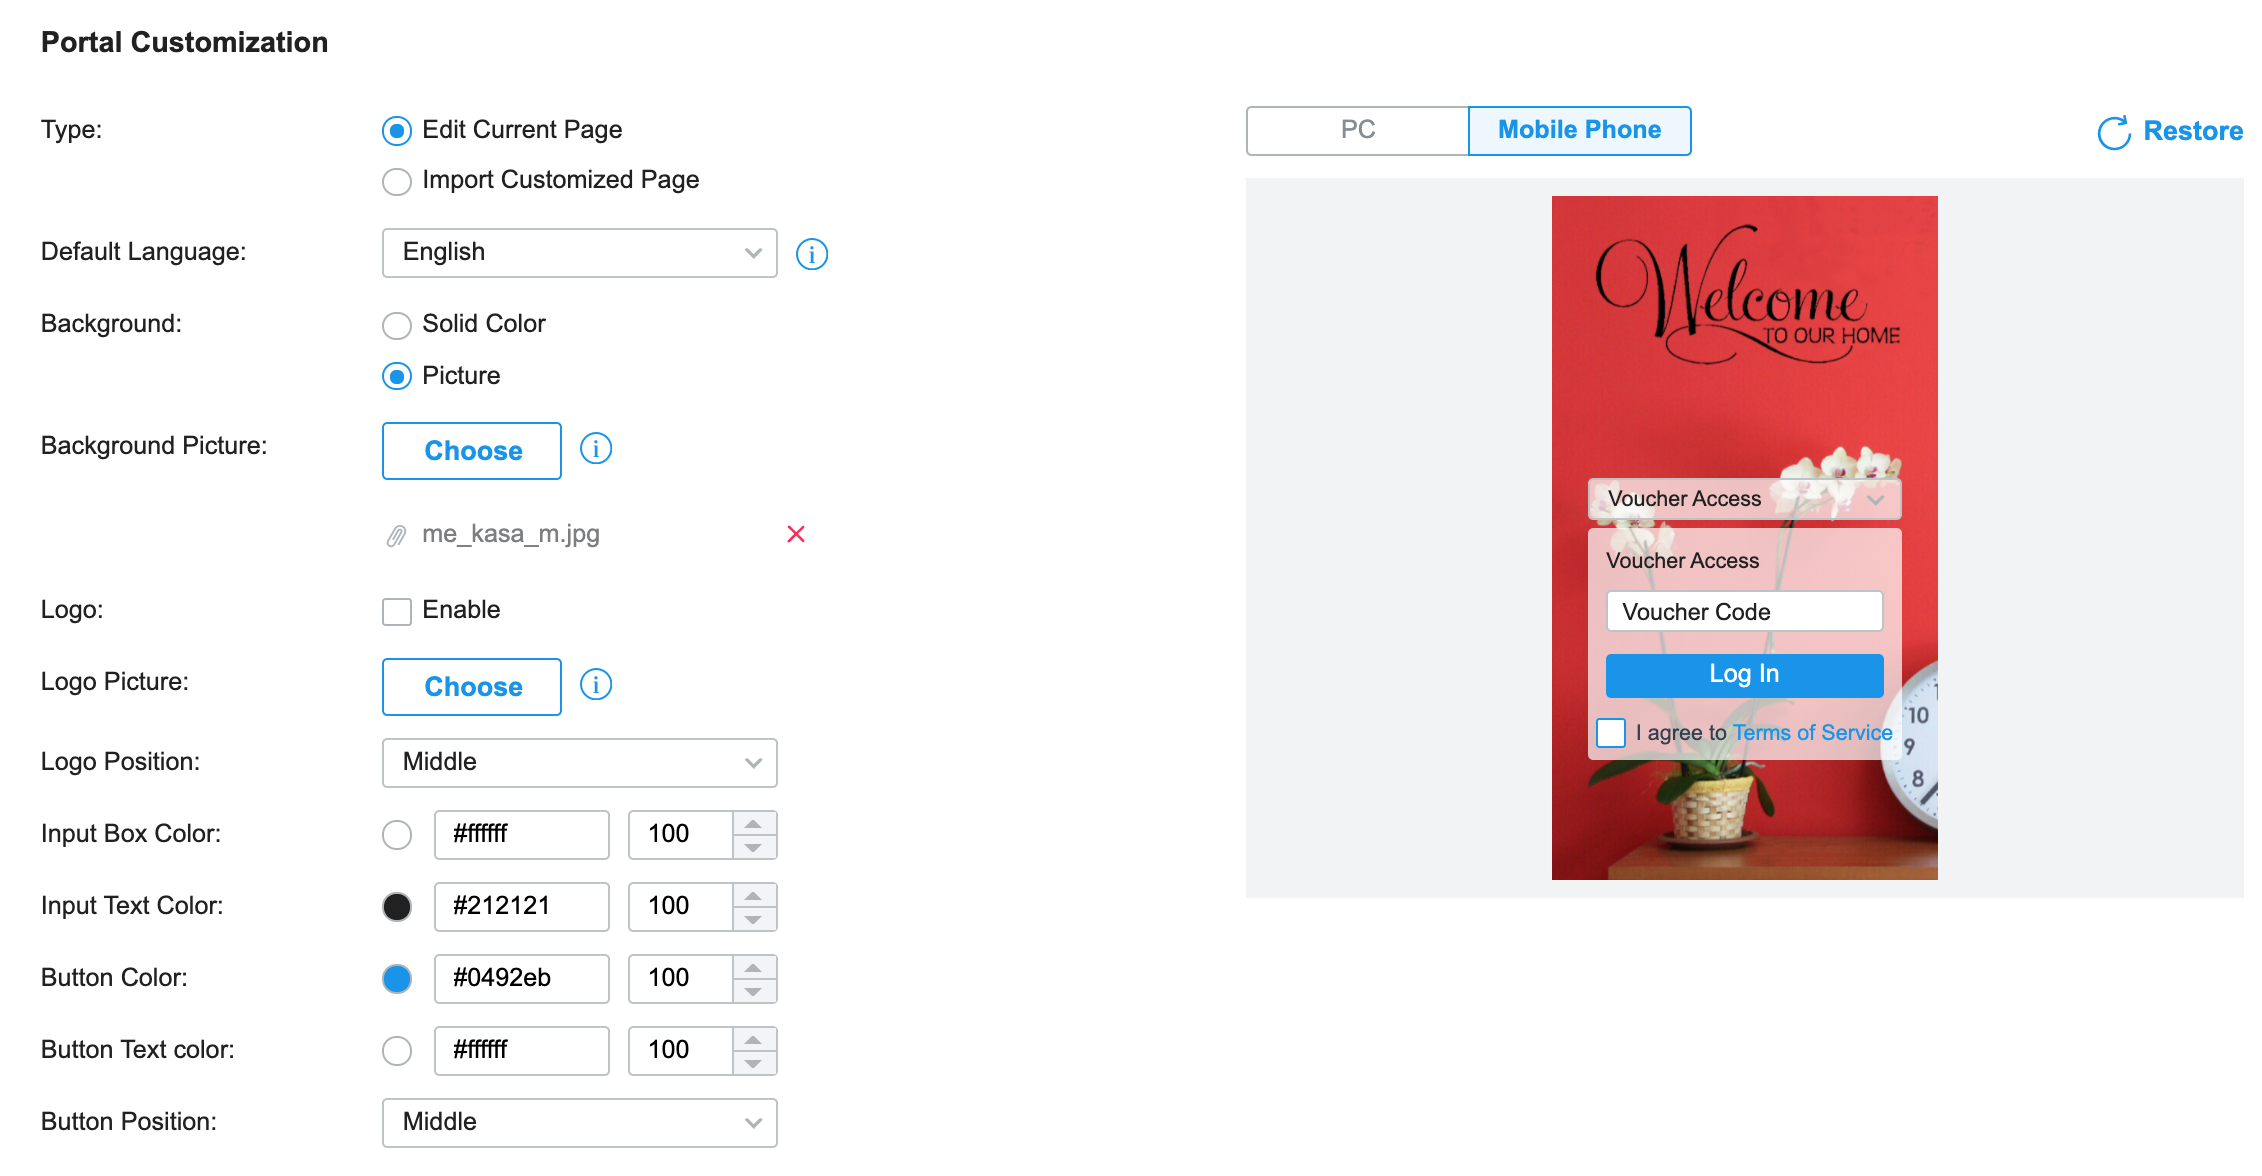 Portal Customization
Type:
Edit Current Page
Import Customized Page
Default Language:
English
Background:
Solid Color
Picture
Background Picture:
Choose
me_kasa_m.jpg
Logo:
Enable
Logo Picture:
Choose
Logo Position:
Middle
Input Box Color:
#ffffff
100
Input Text Color:
#212121
100
Button Color:
#0492eb
100
Button Text color:
#ffffff
100
Button Position:
Middle
PC
Mobile Phone
Restore
Welcome
TO OUR HOME
Voucher Access
Voucher Access
Voucher Code
Log In
I agree to Terms of Service
10
9
8